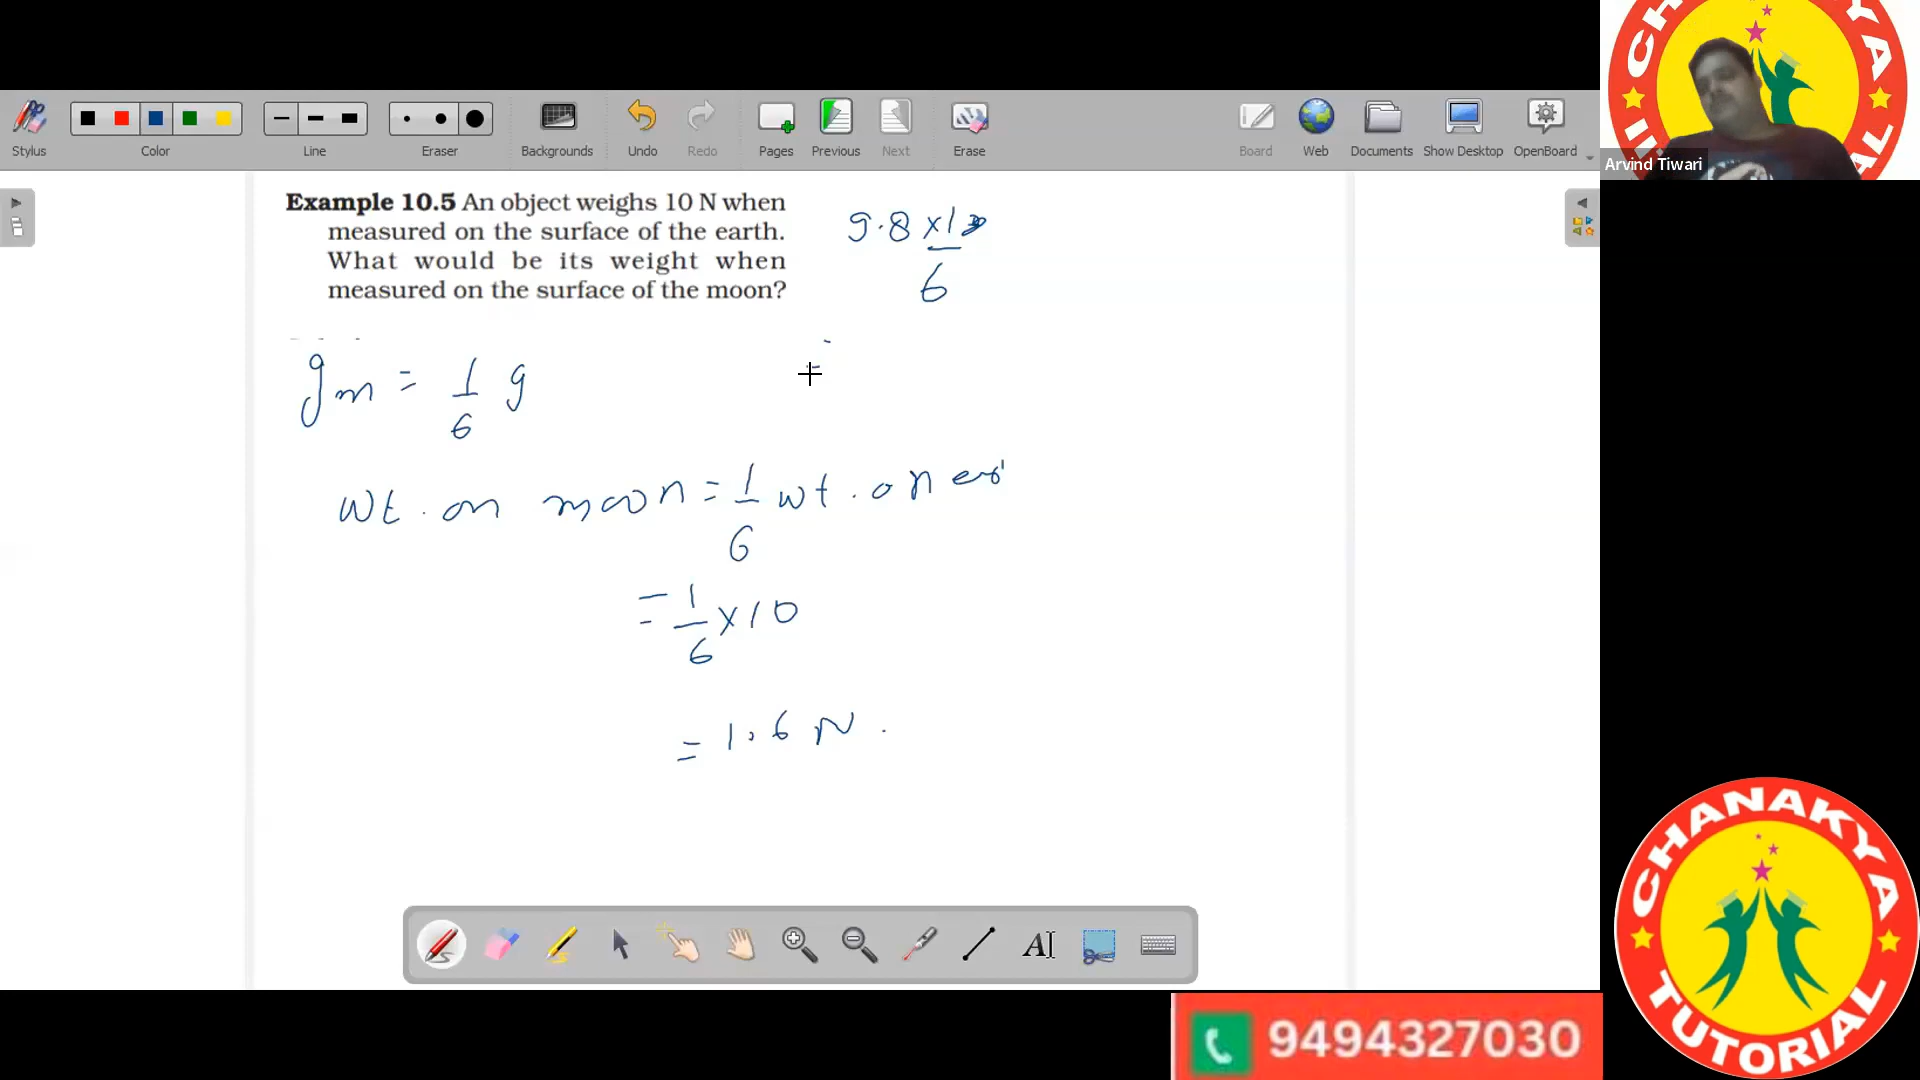 Stylus
Color
Line
Eraser
Backgrounds
Undo
Redo
Pages
Previous
Next
Erase
Board
Web
Documents
Show Desktop
OpenBoard
Arvind Tiwari
Example 10.5 An object weighs 10 N when
measured on the surface of the earth.
What would be its weight when
measured on the surface of the moon?
9.8 × 1
6
gm = 1/6 g
wt. on moon = 1/6 wt. on
= 1/6 × 10
= 1.6 N.
AI
CHANAKYA
TUTORIAL
9494327030